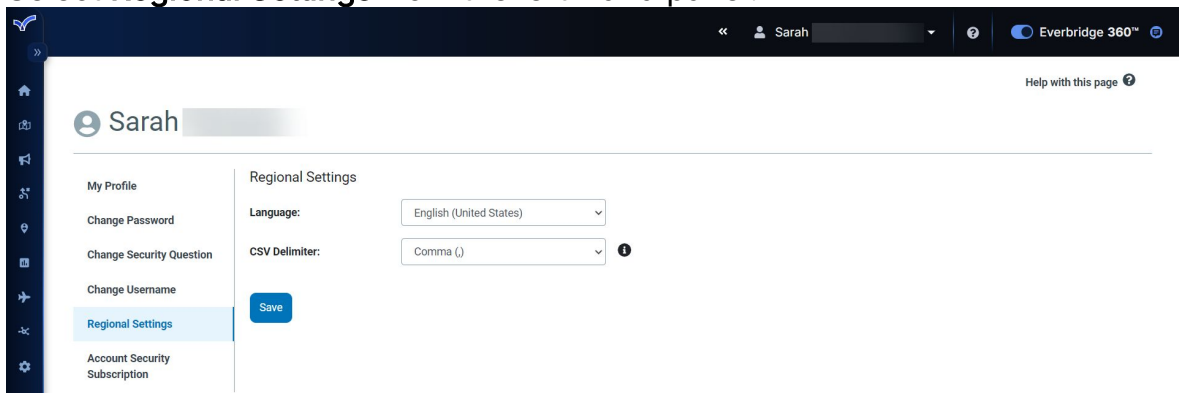 Sarah
Everbridge 360™
Help with this page
Sarah
My Profile
Change Password
Change Security Question
Change Username
Regional Settings
Account Security
Subscription
Regional Settings
Language: English (United States)
CSV Delimiter: Comma (,)
Save